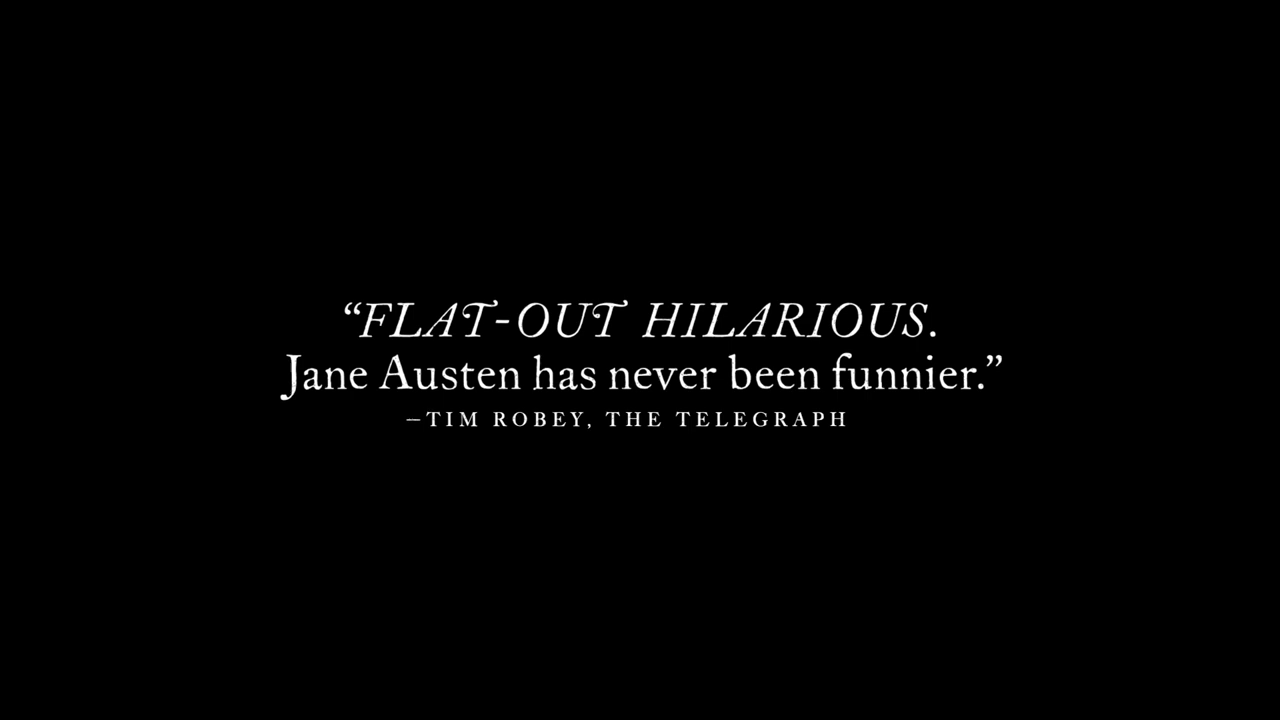 “FLAT-OUT HILARIOUS.
Jane Austen has never been funnier.”
–TIM ROBEY, THE TELEGRAPH